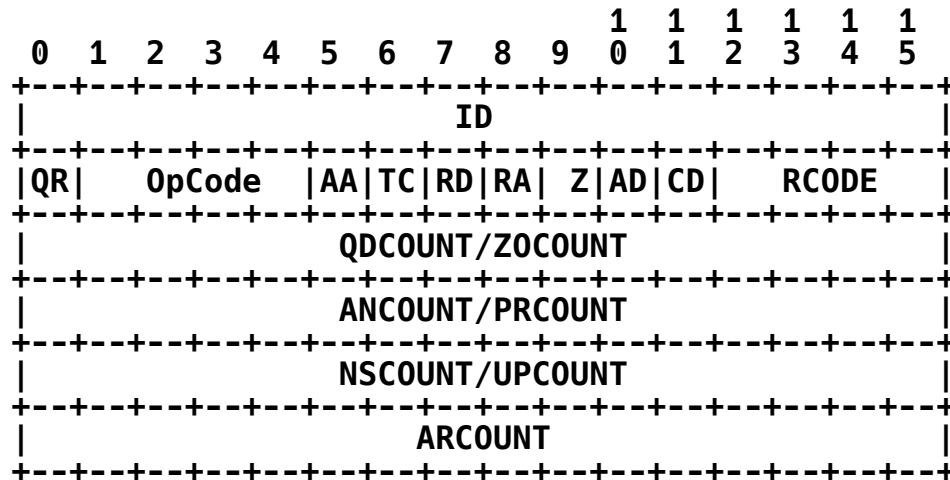 1  1  1  1  1  1
  0  1  2  3  4  5  6  7  8  9  0  1  2  3  4  5
+--+--+--+--+--+--+--+--+--+--+--+--+--+--+--+--+
|                      ID                       |
+--+--+--+--+--+--+--+--+--+--+--+--+--+--+--+--+
|QR|   OpCode  |AA|TC|RD|RA| Z|AD|CD|   RCODE   |
+--+--+--+--+--+--+--+--+--+--+--+--+--+--+--+--+
|                QDCOUNT/ZOCOUNT                |
+--+--+--+--+--+--+--+--+--+--+--+--+--+--+--+--+
|                ANCOUNT/PRCOUNT                |
+--+--+--+--+--+--+--+--+--+--+--+--+--+--+--+--+
|                NSCOUNT/UPCOUNT                |
+--+--+--+--+--+--+--+--+--+--+--+--+--+--+--+--+
|                    ARCOUNT                    |
+--+--+--+--+--+--+--+--+--+--+--+--+--+--+--+--+